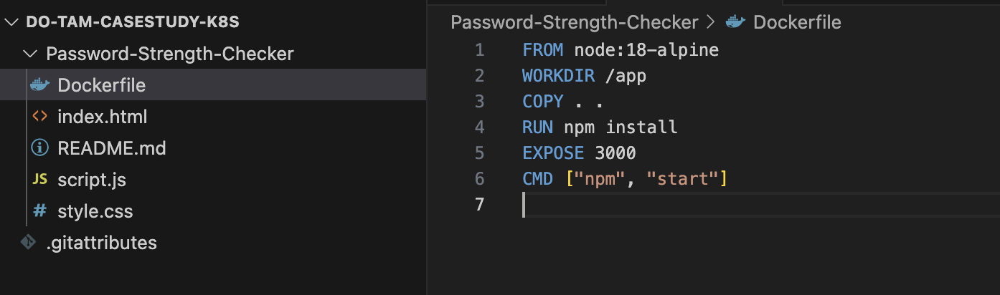 DO-TAM-CASESTUDY-K8S
Password-Strength-Checker
Dockerfile
index.html
README.md
JS script.js
# style.css
.gitattributes
Password-Strength-Checker > Dockerfile
1 FROM node:18-alpine
2 WORKDIR /app
3 COPY . .
4 RUN npm install
5 EXPOSE 3000
6 CMD ["npm", "start"]
7